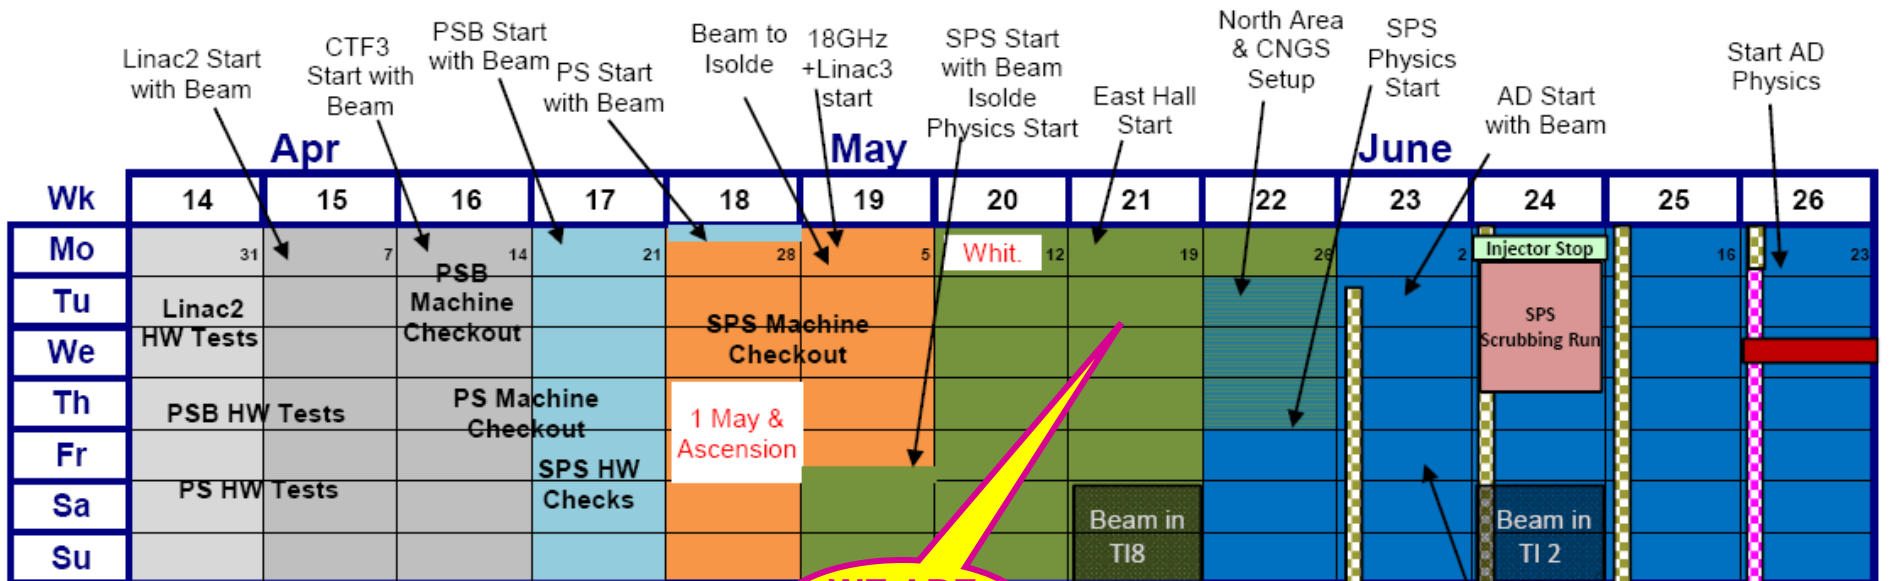 Linac2 Start
with Beam
CTF3
Start with
Beam
PSB Start
with Beam
PS Start
with Beam
Beam to
Isolde
18GHz
+Linac3
start
SPS Start
with Beam
Isolde
Physics Start
East Hall
Start
North Area
& CNGS
Setup
SPS
Physics
Start
AD Start
with Beam
Start AD
Physics
Apr May June
Wk 14 15 16 17 18 19 20 21 22 23 24 25 26
Mo 31 7 14 21 28 5 Whit. 12 19 26 2 Injector Stop 16 23
Tu
We
Th
Fr
Sa
Su
Linac2
HW Tests
PSB HW Tests
PS HW Tests
PSB
Machine
Checkout
PS Machine
Checkout
SPS HW
Checks
SPS Machine
Checkout
1 May &
Ascension
Beam in
TI8
SPS
Scrubbing Run
Beam in
TI 2
WE ARE